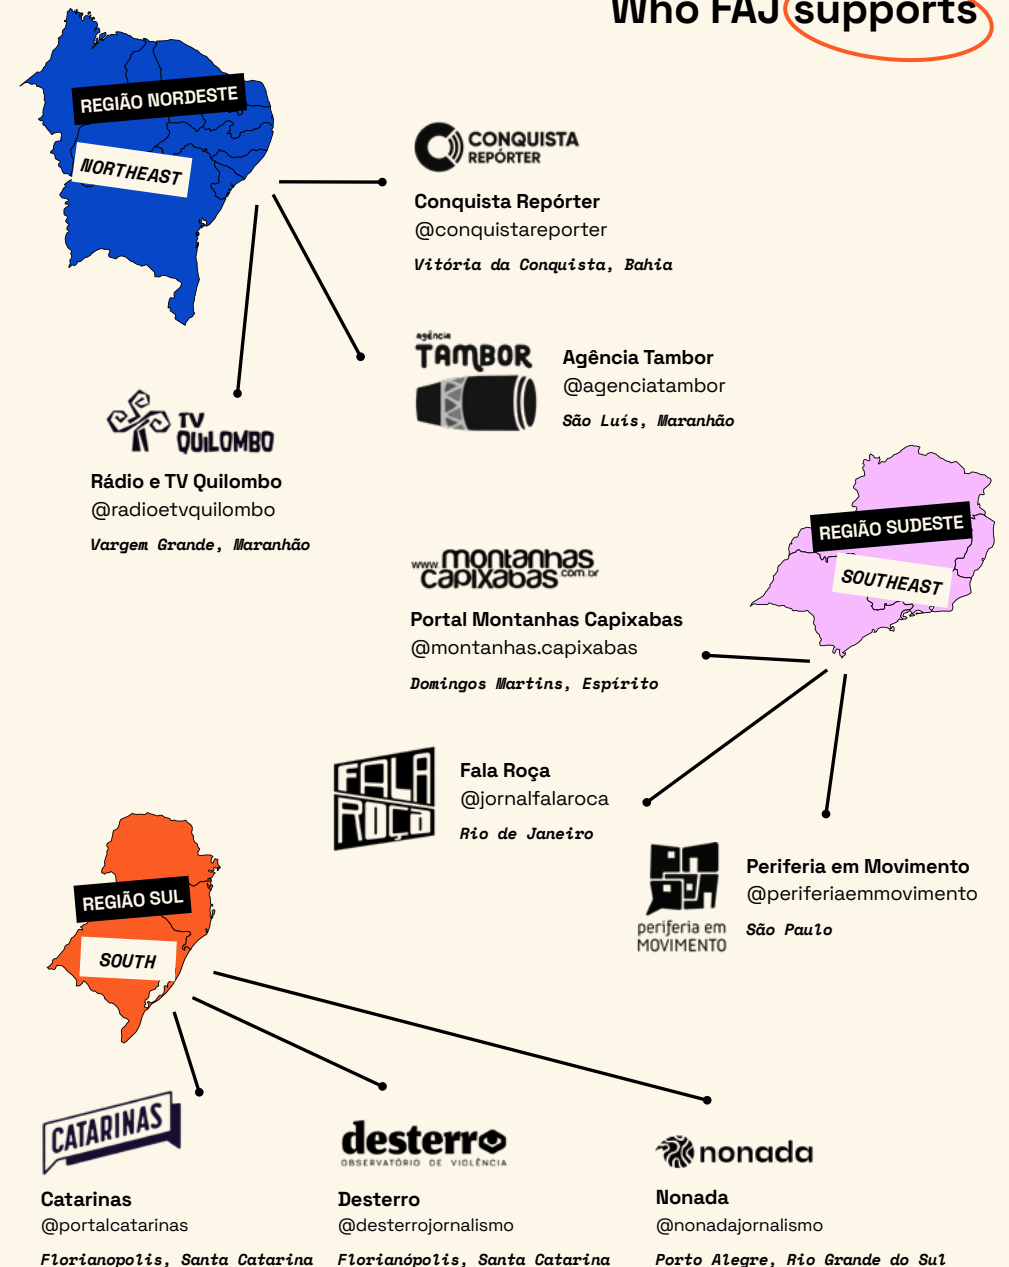 Who FAJ supports
REGIÃO NORDESTE
NORTHEAST
CONQUISTA
REPÓRTER
Conquista Repórter
@conquistareporter
Vitória da Conquista, Bahia
agência
TAMBOR
Agência Tambor
@agenciatambor
São Luís, Maranhão
TV
QUILOMBO
Rádio e TV Quilombo
@radioetvquilombo
Vargem Grande, Maranhão
REGIÃO SUDESTE
SOUTHEAST
www.montanhas
capixabas.com.br
Portal Montanhas Capixabas
@montanhas.capixabas
Domingos Martins, Espírito
FALA
ROÇA
Fala Roça
@jornalfalaroca
Rio de Janeiro
periferia em
MOVIMENTO
Periferia em Movimento
@periferiaemmovimento
São Paulo
REGIÃO SUL
SOUTH
CATARINAS
Catarinas
@portalcatarinas
Florianopolis, Santa Catarina
desterro
OBSERVATÓRIO DE VIOLÊNCIA
Desterro
@desterrojornalismo
Florianópolis, Santa Catarina
nonada
Nonada
@nonadajornalismo
Porto Alegre, Rio Grande do Sul